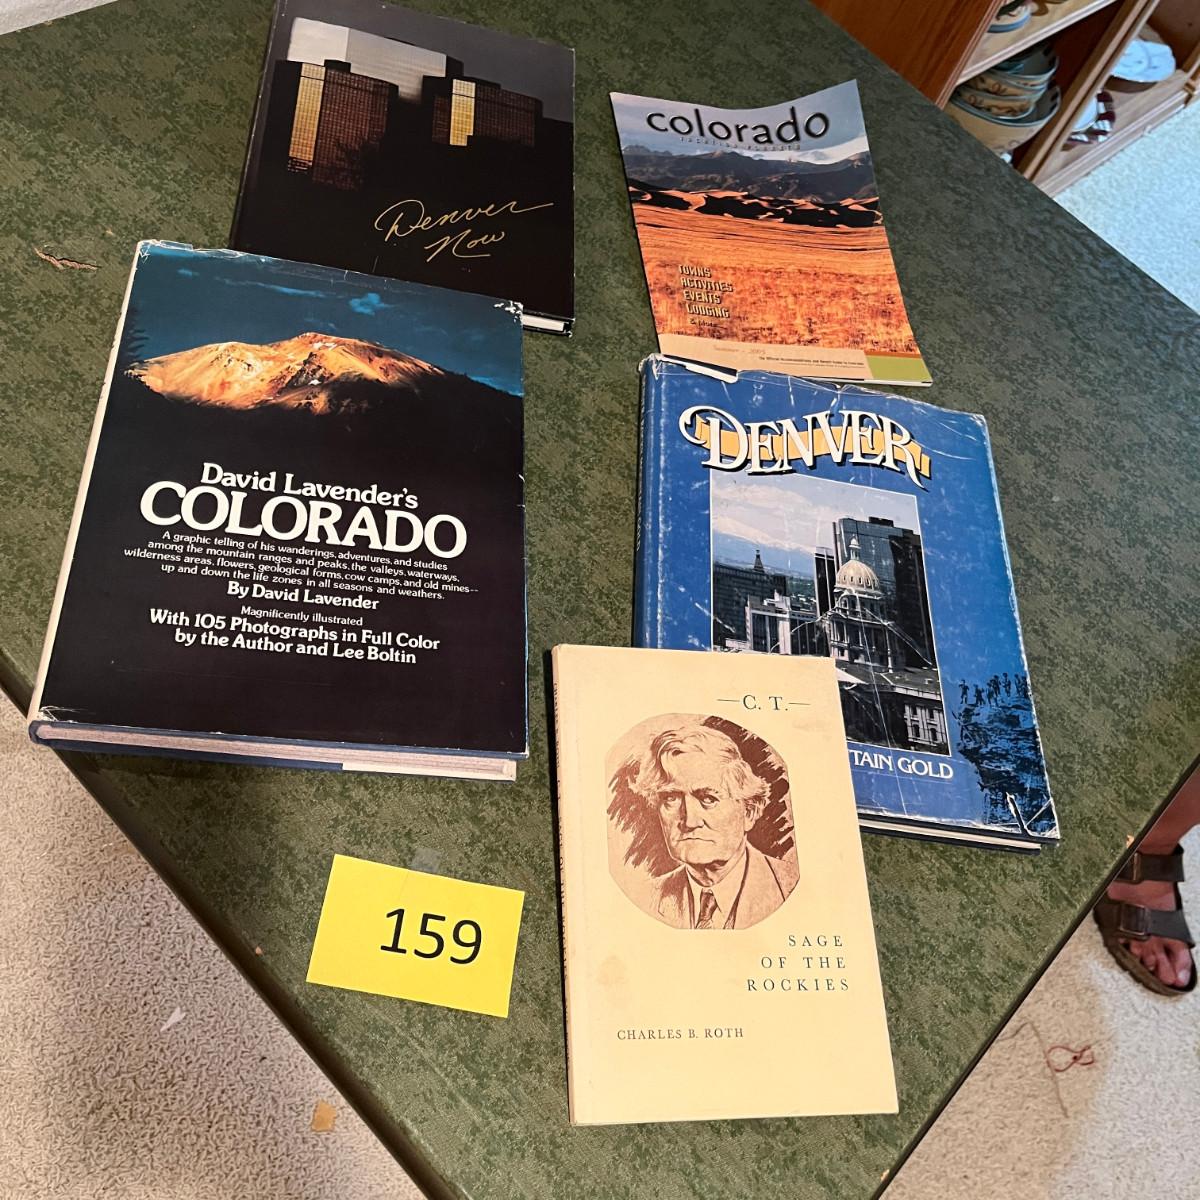 Denver
Now
colorado
TOWNS
ACTIVITIES
EVENTS
LODGING
& More...
David Lavender's
COLORADO
A graphic telling of his wanderings, adventures, and studies
among the mountain ranges and peaks, the valleys, waterways,
wilderness areas, flowers, geological forms, cow camps, and old mines--
up and down the life zones in all seasons and weathers.
By David Lavender
Magnificently illustrated
With 105 Photographs in Full Color
by the Author and Lee Boltin
DENVER
TAIN GOLD
—C. T.—
SAGE
OF THE
ROCKIES
CHARLES B. ROTH
159